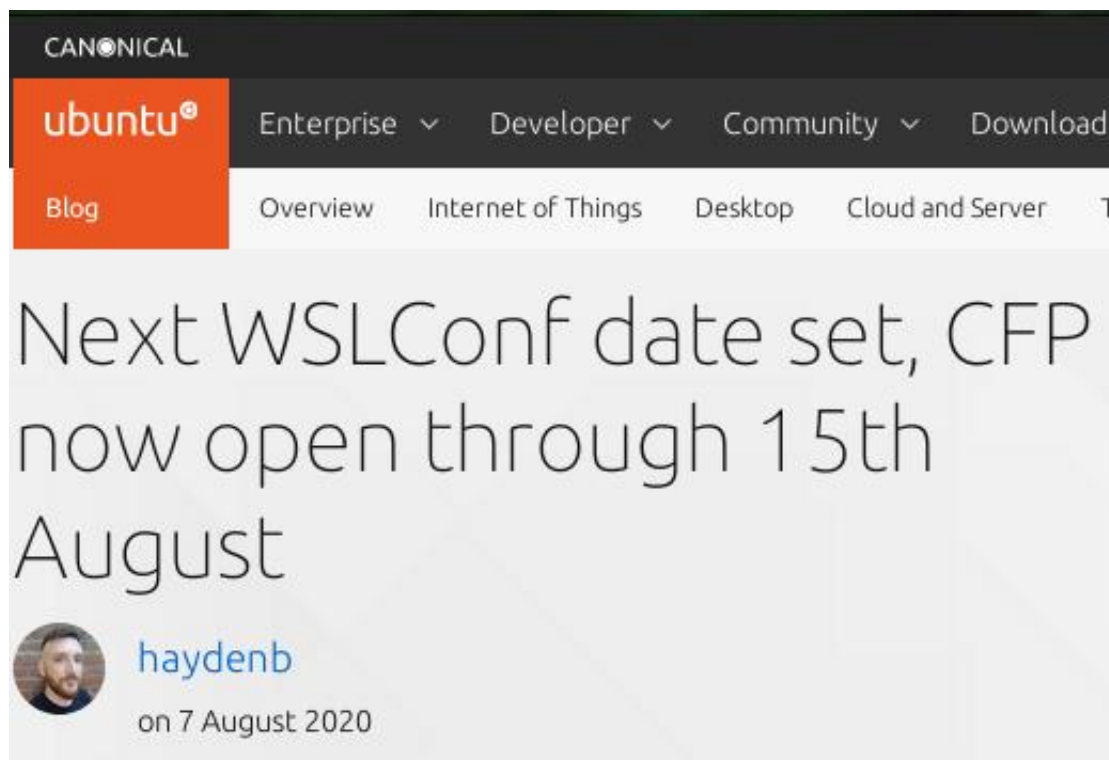 CANONICAL
ubuntu
Enterprise Developer Community Download
Blog Overview Internet of Things Desktop Cloud and Server T
Next WSLConf date set, CFP
now open through 15th
August
haydenb
on 7 August 2020